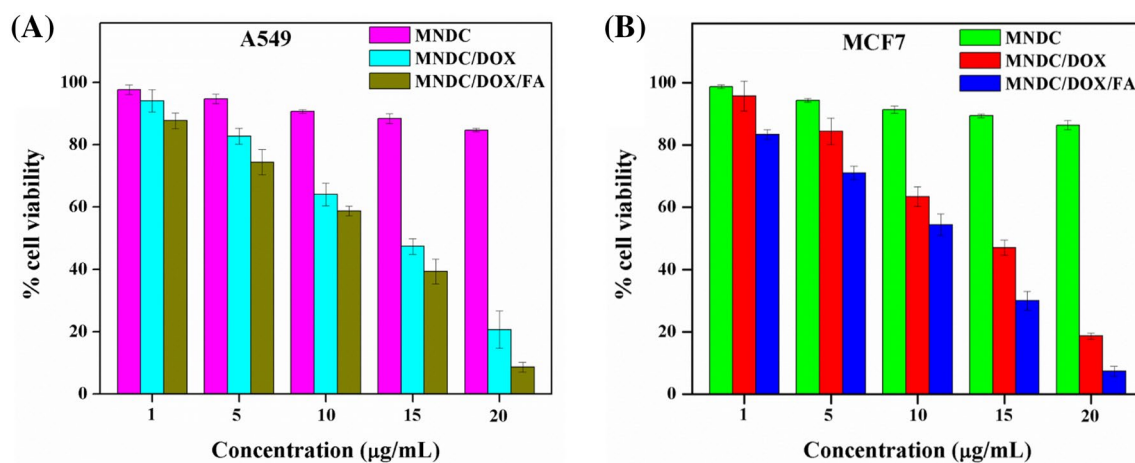 (A)
A549
MNDC
MNDC/DOX
MNDC/DOX/FA
% cell viability
100
80
60
40
20
0
1 5 10 15 20
Concentration (μg/mL)
(B)
MCF7
MNDC
MNDC/DOX
MNDC/DOX/FA
% cell viability
100
80
60
40
20
0
1 5 10 15 20
Concentration (μg/mL)